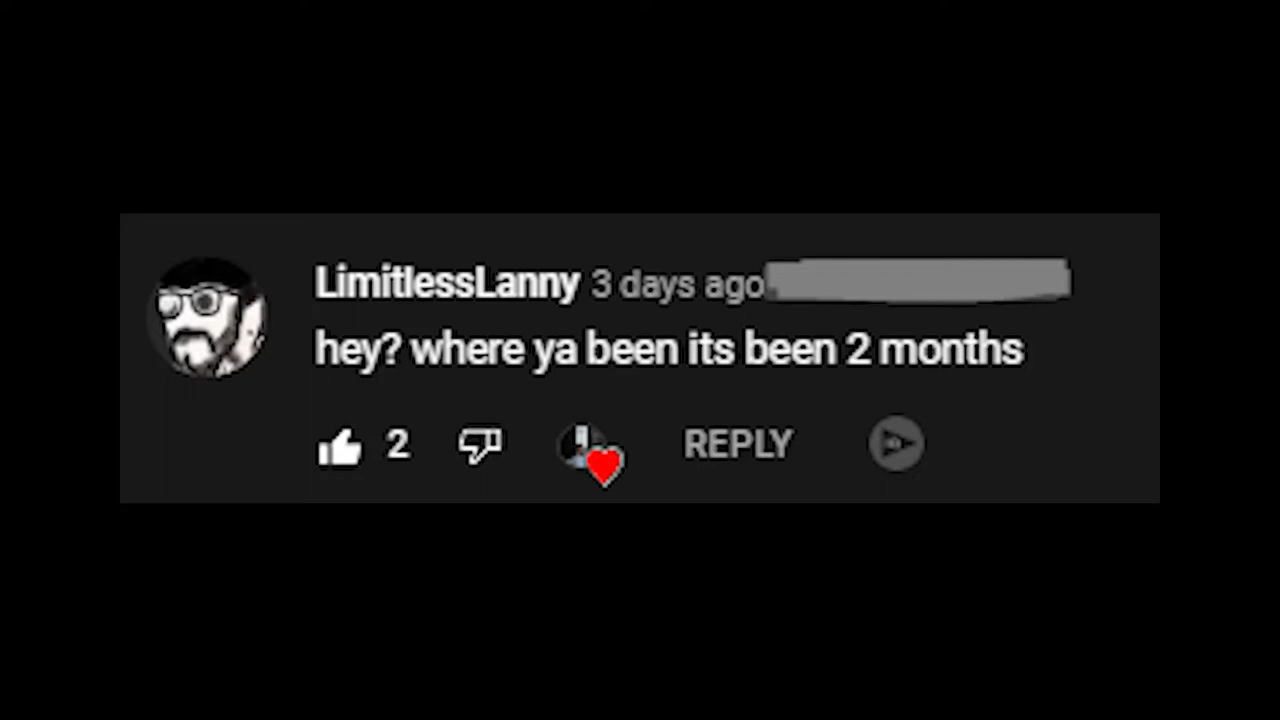 LimitlessLanny 3 days ago
hey? where ya been its been 2 months
2 REPLY